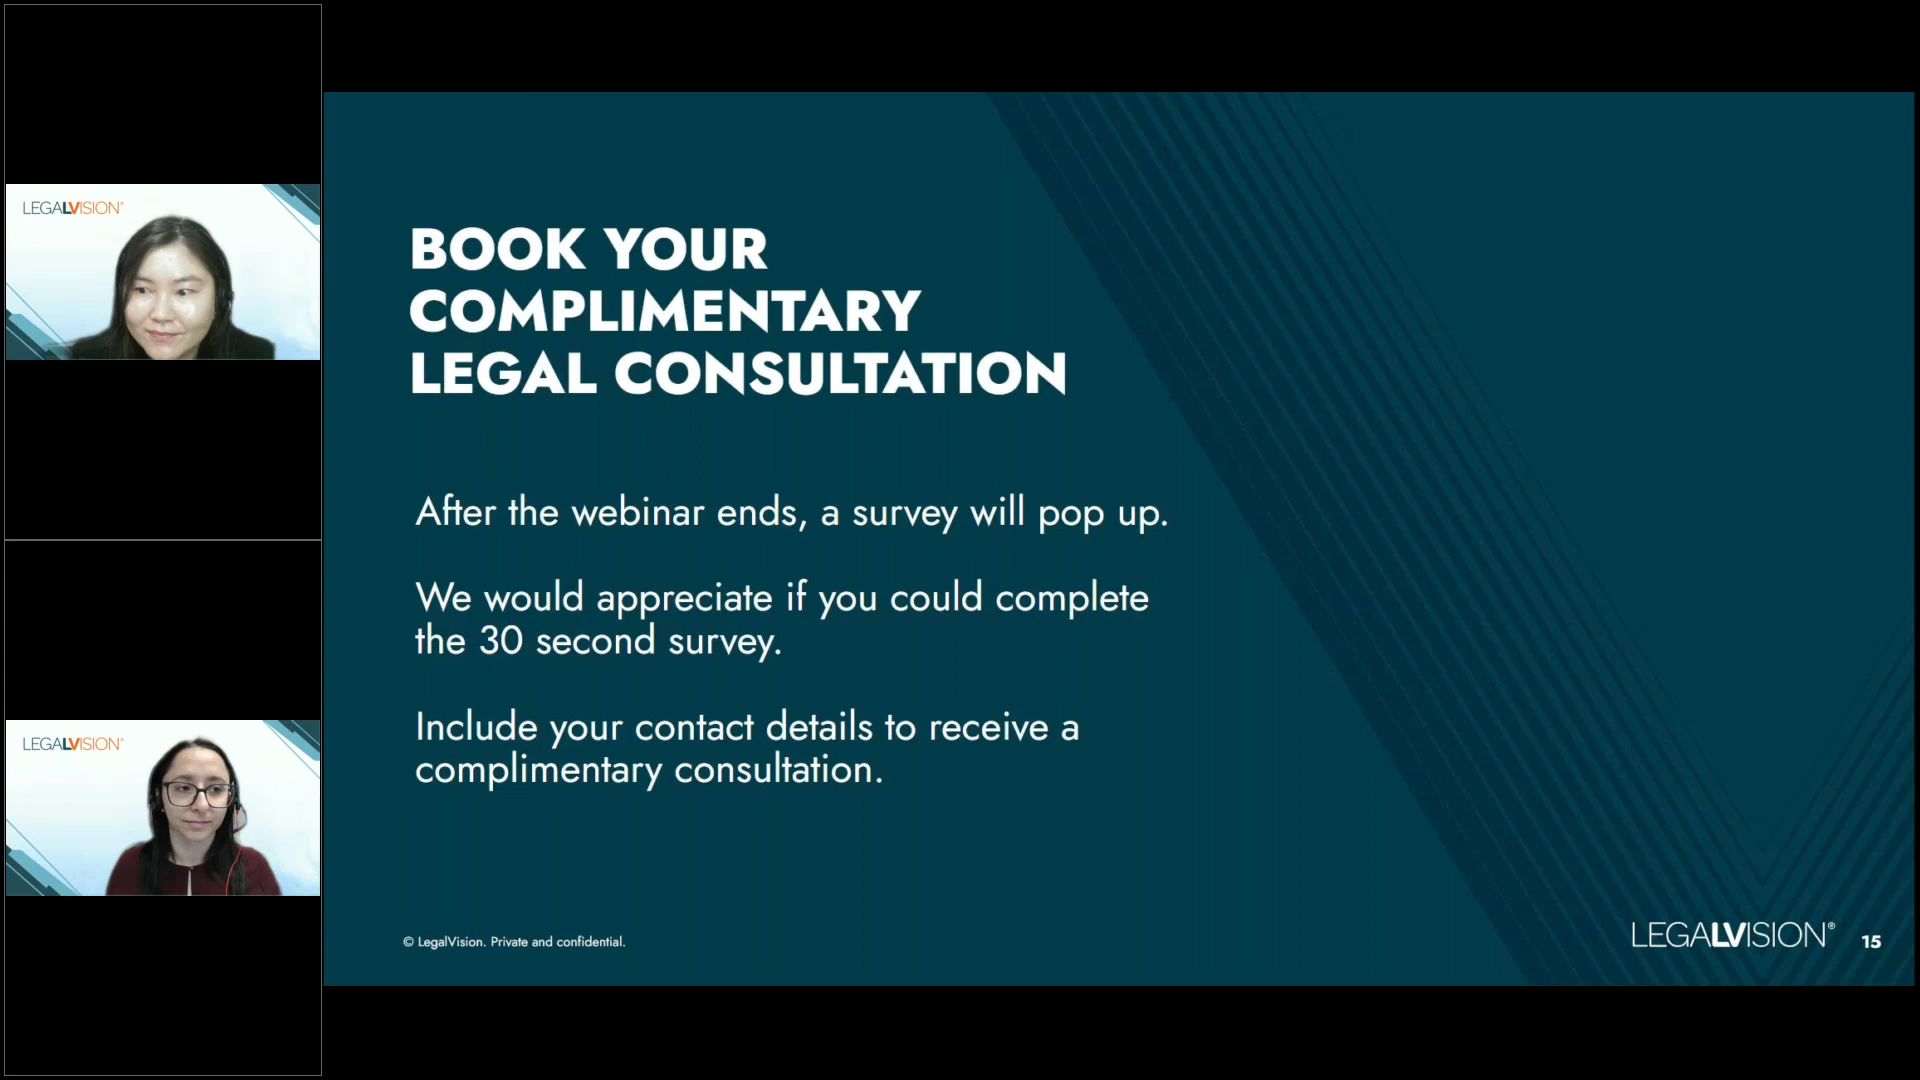 LEGALVISION®
BOOK YOUR
COMPLIMENTARY
LEGAL CONSULTATION
After the webinar ends, a survey will pop up.
We would appreciate if you could complete
the 30 second survey.
Include your contact details to receive a
complimentary consultation.
LEGALVISION®
© LegalVision. Private and confidential.
LEGALVISION®
15